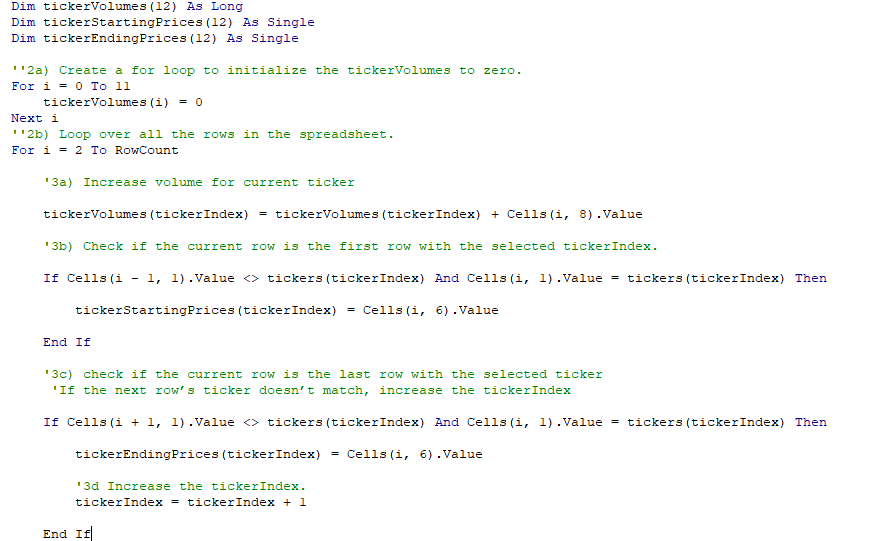 Dim tickerVolumes(12) As Long
Dim tickerStartingPrices(12) As Single
Dim tickerEndingPrices(12) As Single
''2a) Create a for loop to initialize the tickerVolumes to zero.
For i = 0 To 11
tickerVolumes(i) = 0
Next i
''2b) Loop over all the rows in the spreadsheet.
For i = 2 To RowCount
'3a) Increase volume for current ticker
tickerVolumes(tickerIndex) = tickerVolumes(tickerIndex) + Cells(i, 8).Value
'3b) Check if the current row is the first row with the selected tickerIndex.
If Cells(i - 1, 1).Value <> tickers(tickerIndex) And Cells(i, 1).Value = tickers(tickerIndex) Then
tickerStartingPrices(tickerIndex) = Cells(i, 6).Value
End If
'3c) check if the current row is the last row with the selected ticker
'If the next row’s ticker doesn’t match, increase the tickerIndex
If Cells(i + 1, 1).Value <> tickers(tickerIndex) And Cells(i, 1).Value = tickers(tickerIndex) Then
tickerEndingPrices(tickerIndex) = Cells(i, 6).Value
'3d Increase the tickerIndex.
tickerIndex = tickerIndex + 1
End If